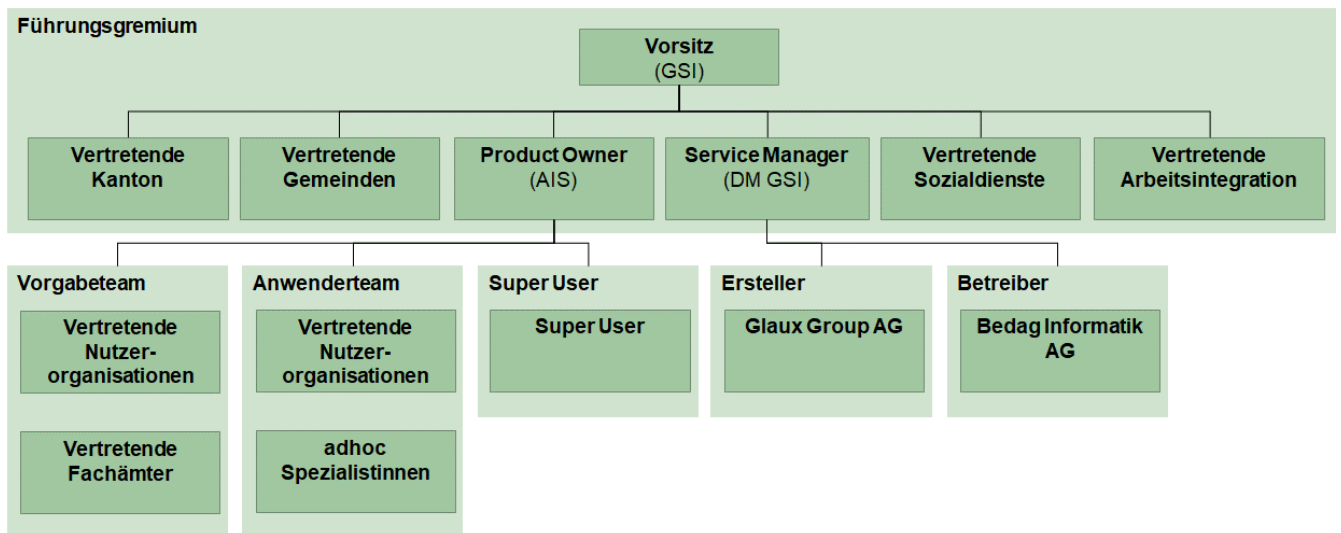 Führungsgremium
Vorsitz
(GSI)
Vertretende
Kanton
Vertretende
Gemeinden
Product Owner
(AIS)
Service Manager
(DM GSI)
Vertretende
Sozialdienste
Vertretende
Arbeitsintegration
Vorgabeteam
Vertretende
Nutzer-
organisationen
Vertretende
Fachämter
Anwenderteam
Vertretende
Nutzer-
organisationen
adhoc
Spezialistinnen
Super User
Super User
Ersteller
Glaux Group AG
Betreiber
Bedag Informatik
AG